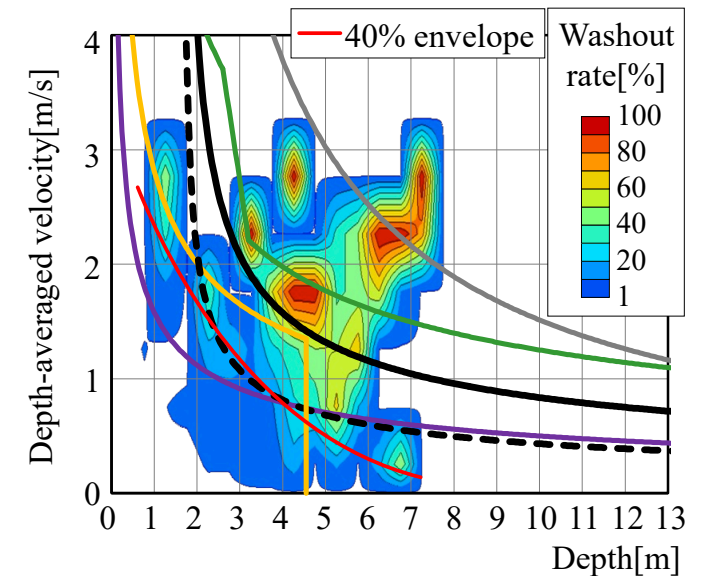 40% envelope
Washout
rate[%]
100
80
60
40
20
1
Depth-averaged velocity[m/s]
4
3
2
1
0
0 1 2 3 4 5 6 7 8 9 10 11 12 13
Depth[m]